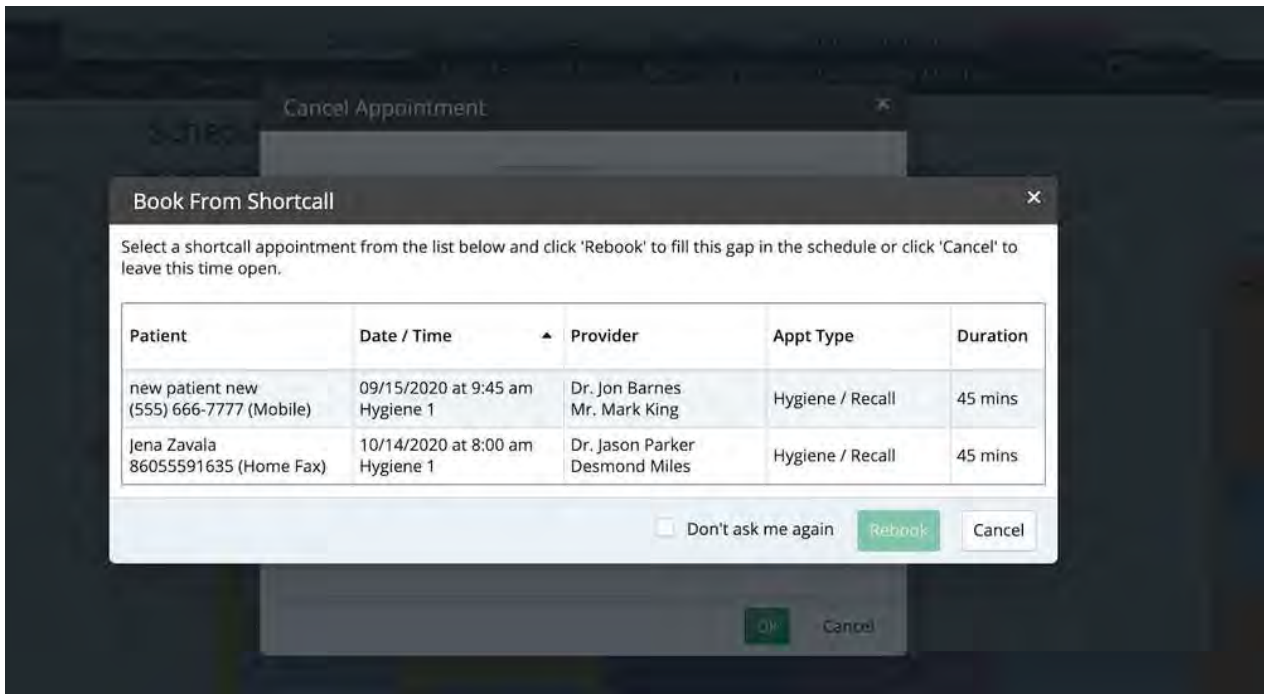 Cancel Appointment
Book From Shortcall
Select a shortcall appointment from the list below and click 'Rebook' to fill this gap in the schedule or click 'Cancel' to
leave this time open.
Patient Date / Time Provider Appt Type Duration
new patient new 09/15/2020 at 9:45 am Dr. Jon Barnes Hygiene / Recall 45 mins
(555) 666-7777 (Mobile) Hygiene 1 Mr. Mark King
Jena Zavala 10/14/2020 at 8:00 am Dr. Jason Parker Hygiene / Recall 45 mins
86055591635 (Home Fax) Hygiene 1 Desmond Miles
Don't ask me again Rebook Cancel
Ok Cancel